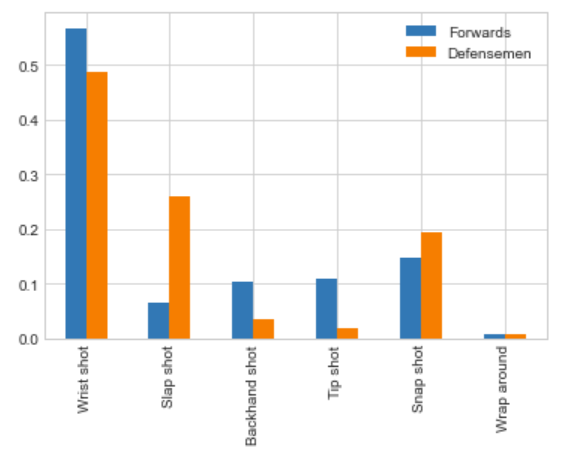 Forwards
Defensemen
0.5
0.4
0.3
0.2
0.1
0.0
Wrist shot
Slap shot
Backhand shot
Tip shot
Snap shot
Wrap around